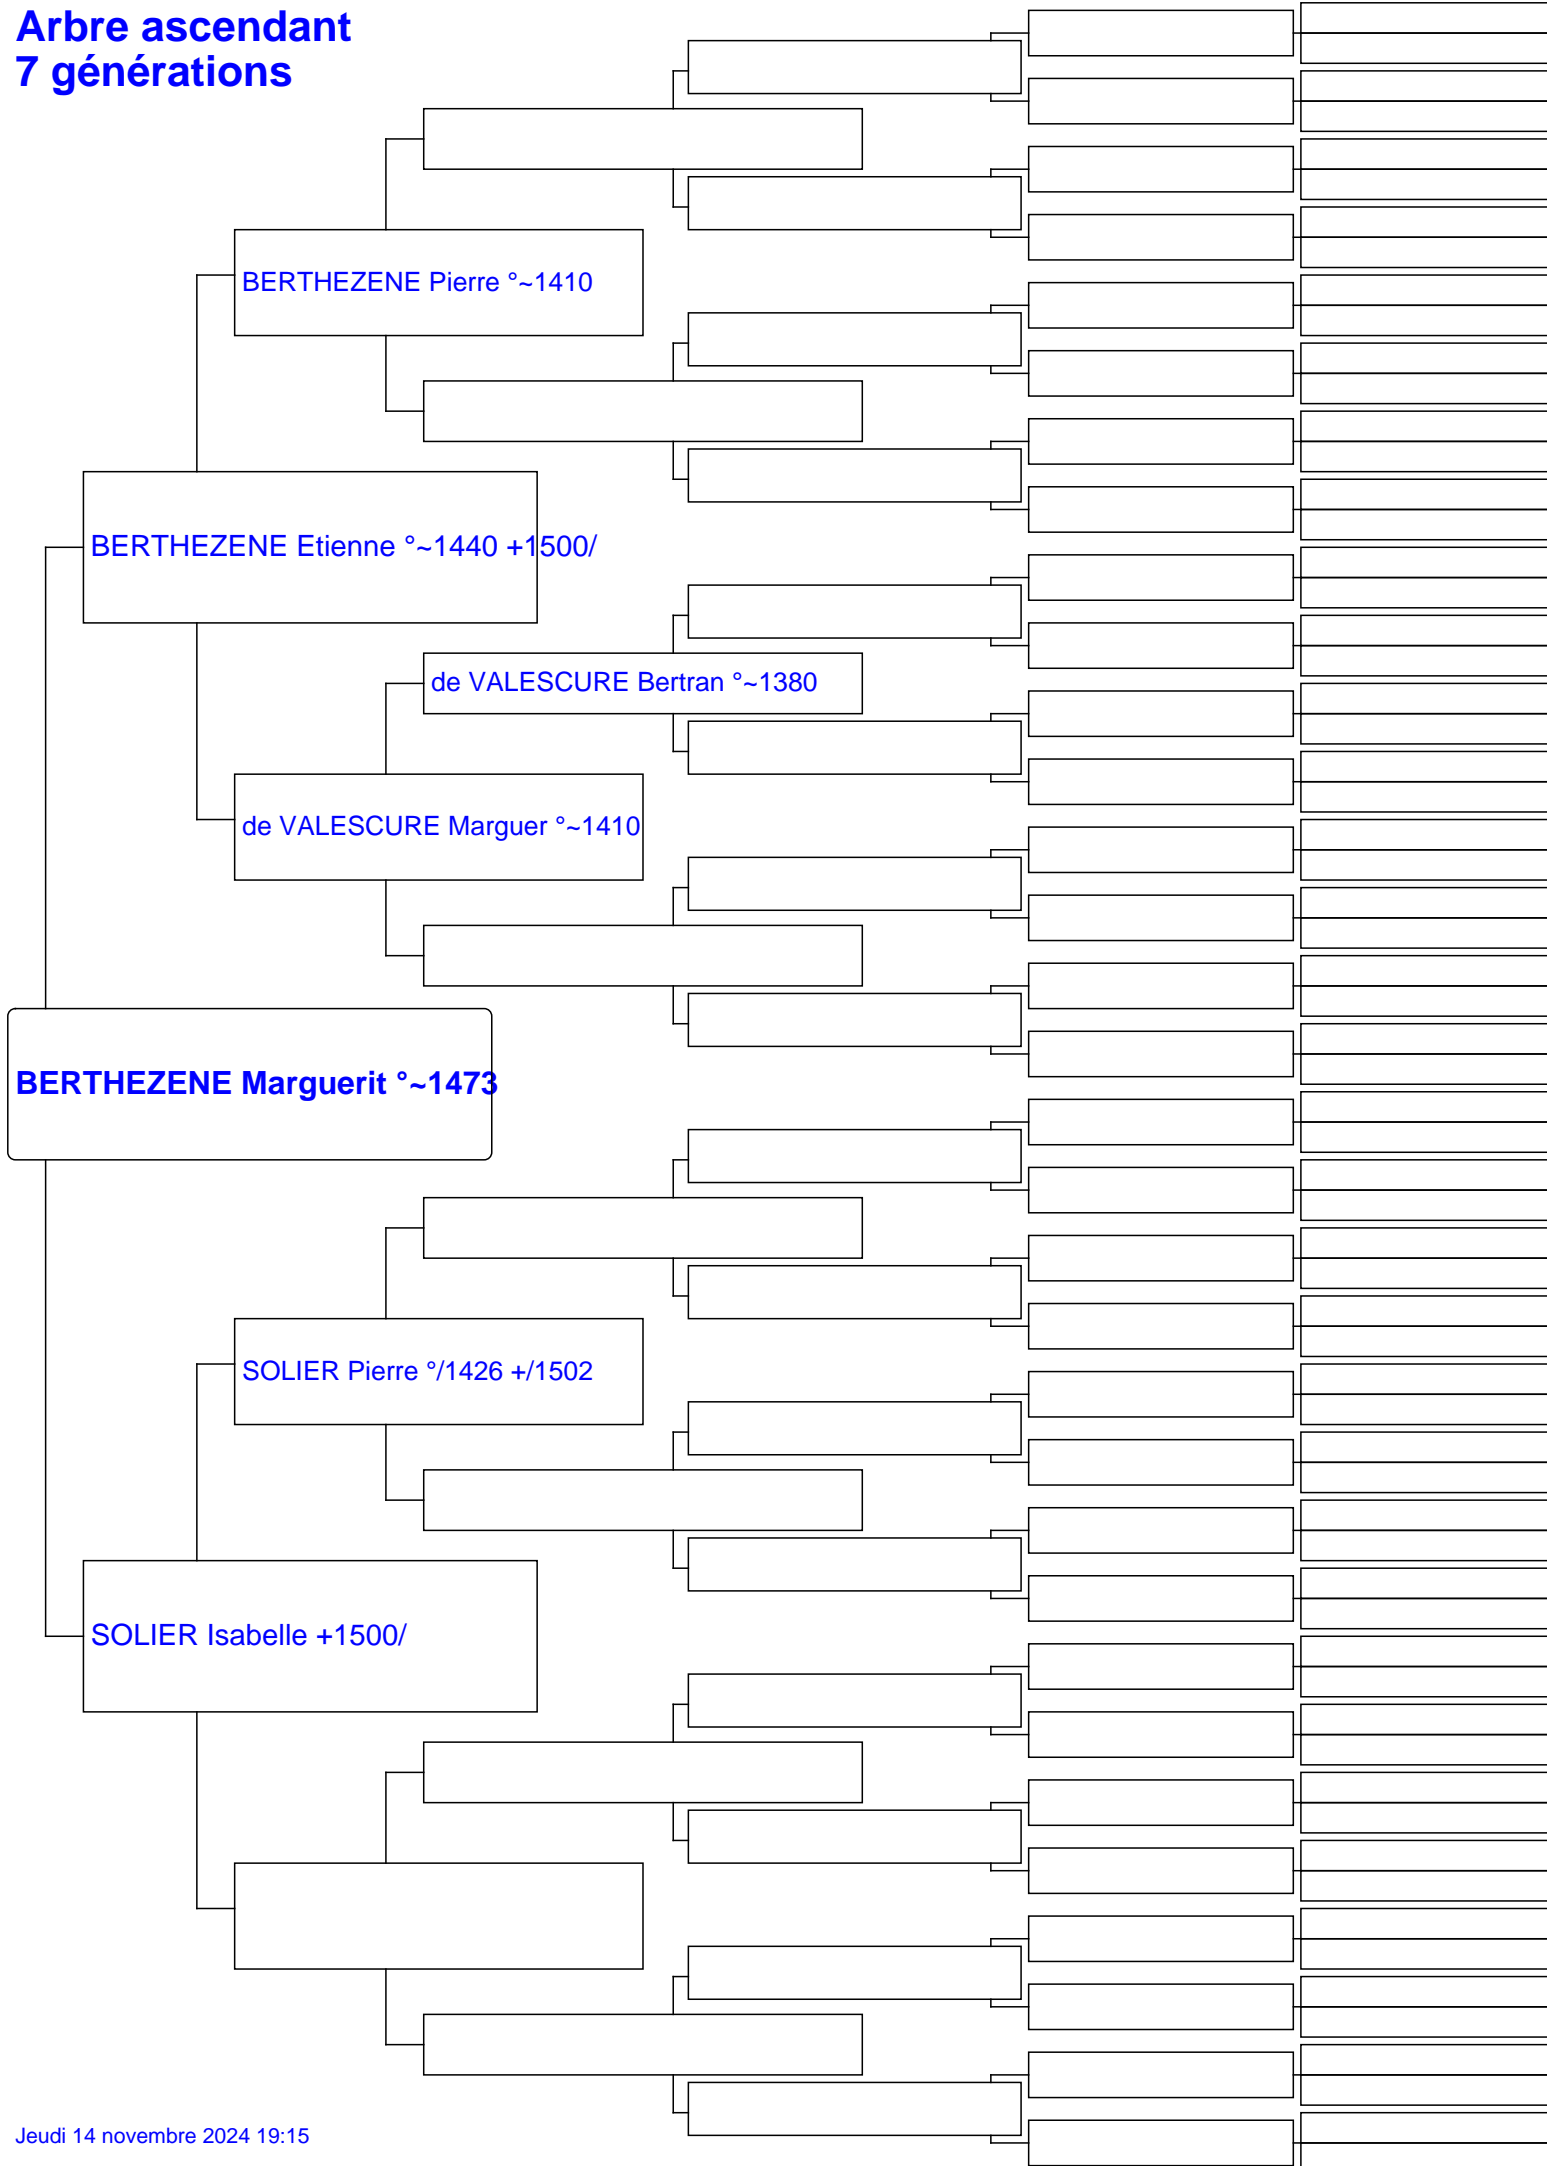 Arbre ascendant
7 générations
BERTHEZENE Pierre °~1410
BERTHEZENE Etienne °~1440 +1500/
de VALESCURE Bertran °~1380
de VALESCURE Marguer °~1410
BERTHEZENE Marguerit °~1473
SOLIER Pierre °/1426 +/1502
SOLIER Isabelle +1500/
Jeudi 14 novembre 2024 19:15